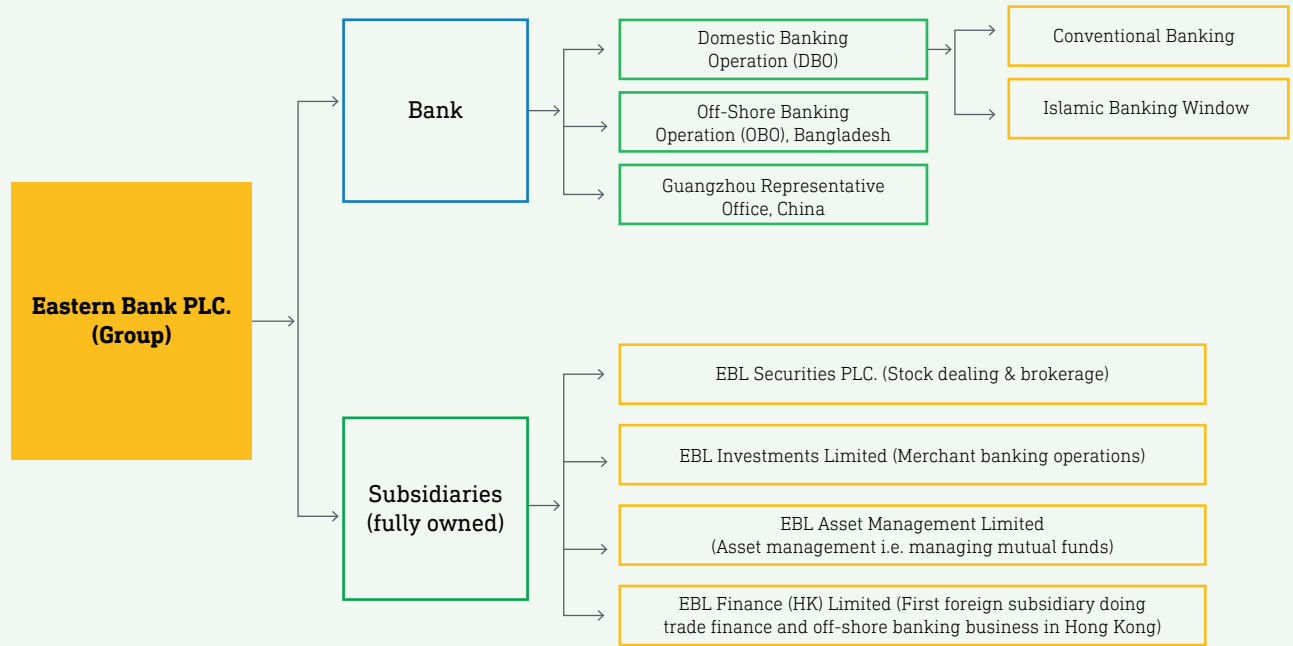 Eastern Bank PLC.
(Group)
Bank
Domestic Banking
Operation (DBO)
Conventional Banking
Islamic Banking Window
Off-Shore Banking
Operation (OBO), Bangladesh
Guangzhou Representative
Office, China
Subsidiaries
(fully owned)
EBL Securities PLC. (Stock dealing & brokerage)
EBL Investments Limited (Merchant banking operations)
EBL Asset Management Limited
(Asset management i.e. managing mutual funds)
EBL Finance (HK) Limited (First foreign subsidiary doing
trade finance and off-shore banking business in Hong Kong)